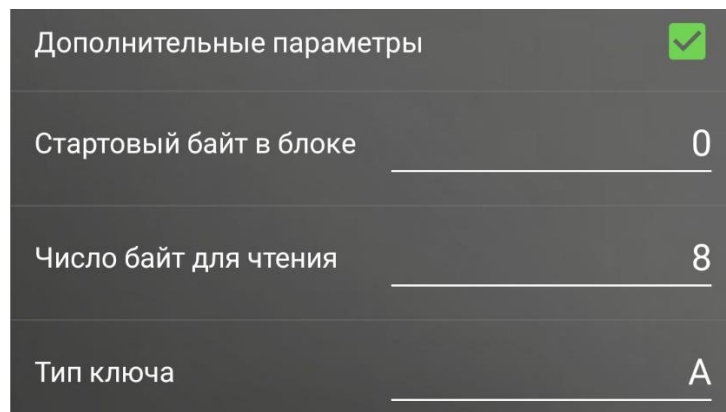 Дополнительные параметры
Стартовый байт в блоке 0
Число байт для чтения 8
Тип ключа A